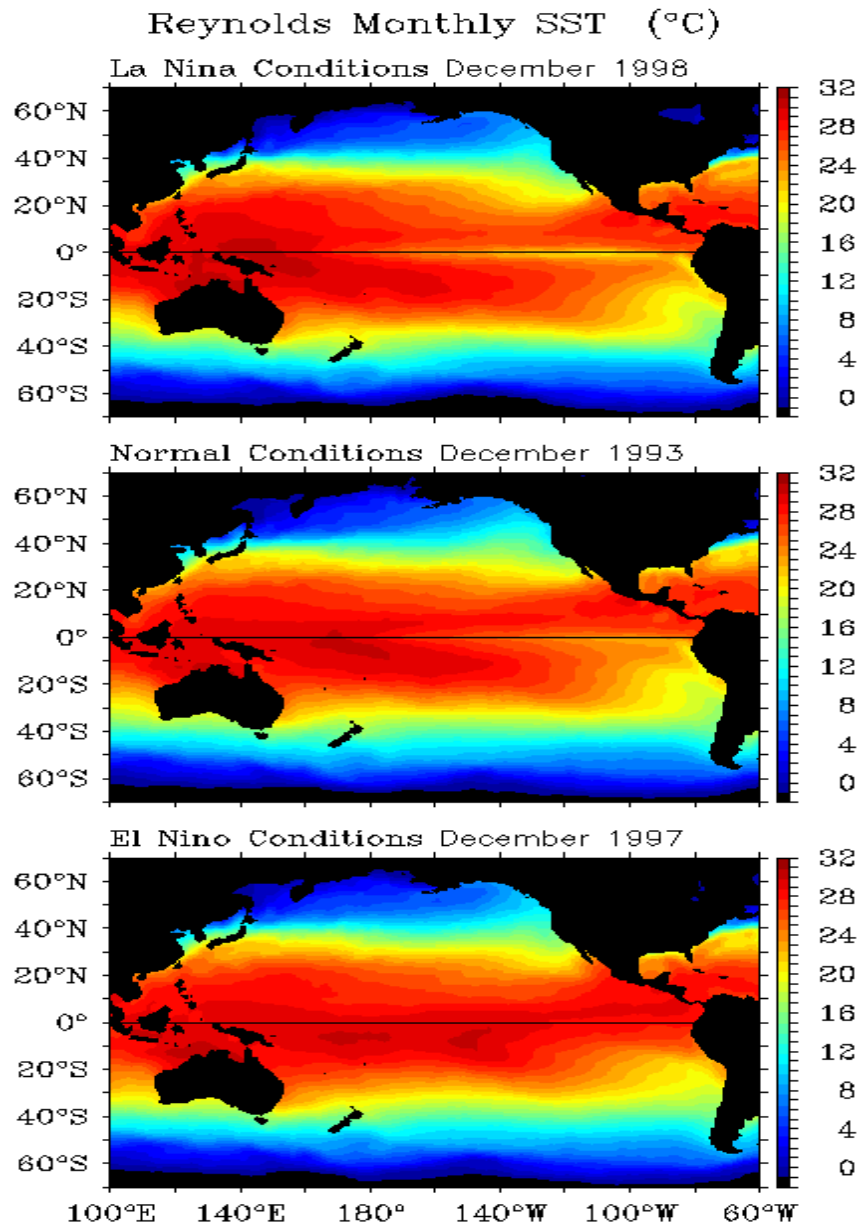 Reynolds Monthly SST (°C)
La Nina Conditions December 1998
60°N
40°N
20°N
0°
20°S
40°S
60°S
32
28
24
20
16
12
8
4
0
Normal Conditions December 1993
60°N
40°N
20°N
0°
20°S
40°S
60°S
32
28
24
20
16
12
8
4
0
El Nino Conditions December 1997
60°N
40°N
20°N
0°
20°S
40°S
60°S
32
28
24
20
16
12
8
4
0
100°E 140°E 180° 140°W 100°W 60°W